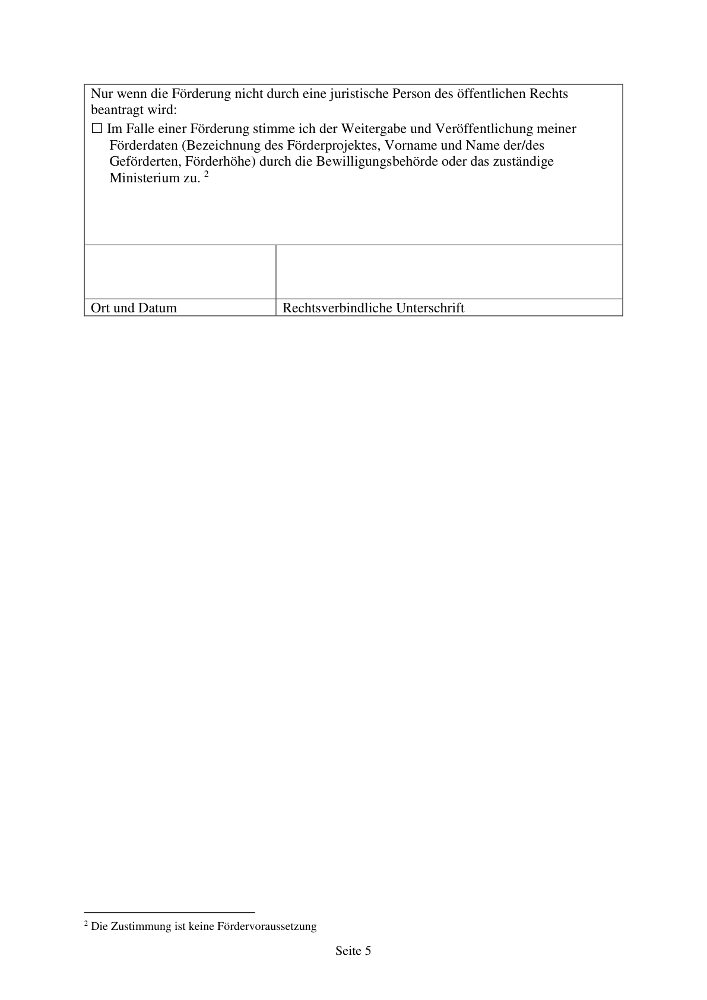 Nur wenn die Förderung nicht durch eine juristische Person des öffentlichen Rechts
beantragt wird:
☐ Im Falle einer Förderung stimme ich der Weitergabe und Veröffentlichung meiner
Förderdaten (Bezeichnung des Förderprojektes, Vorname und Name der/des
Geförderten, Förderhöhe) durch die Bewilligungsbehörde oder das zuständige
Ministerium zu. ²
Ort und Datum
Rechtsverbindliche Unterschrift
² Die Zustimmung ist keine Fördervoraussetzung
Seite 5